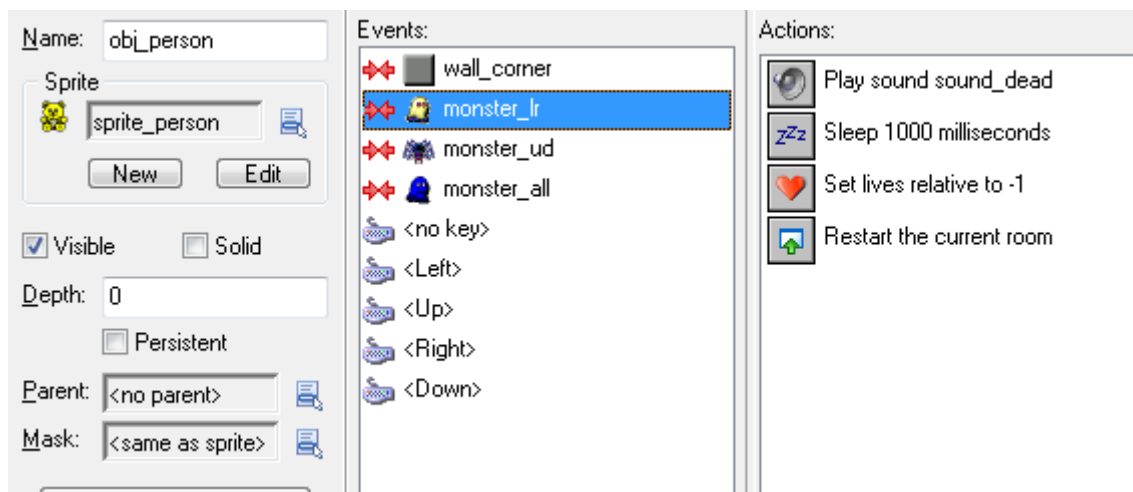 Name: obj_person
Sprite
sprite_person
New Edit
Visible Solid
Depth: 0
Persistent
Parent: <no parent>
Mask: <same as sprite>
Events:
wall_corner
monster_lr
monster_ud
monster_all
<no key>
<Left>
<Up>
<Right>
<Down>
Actions:
Play sound sound_dead
zZz Sleep 1000 milliseconds
Set lives relative to -1
Restart the current room